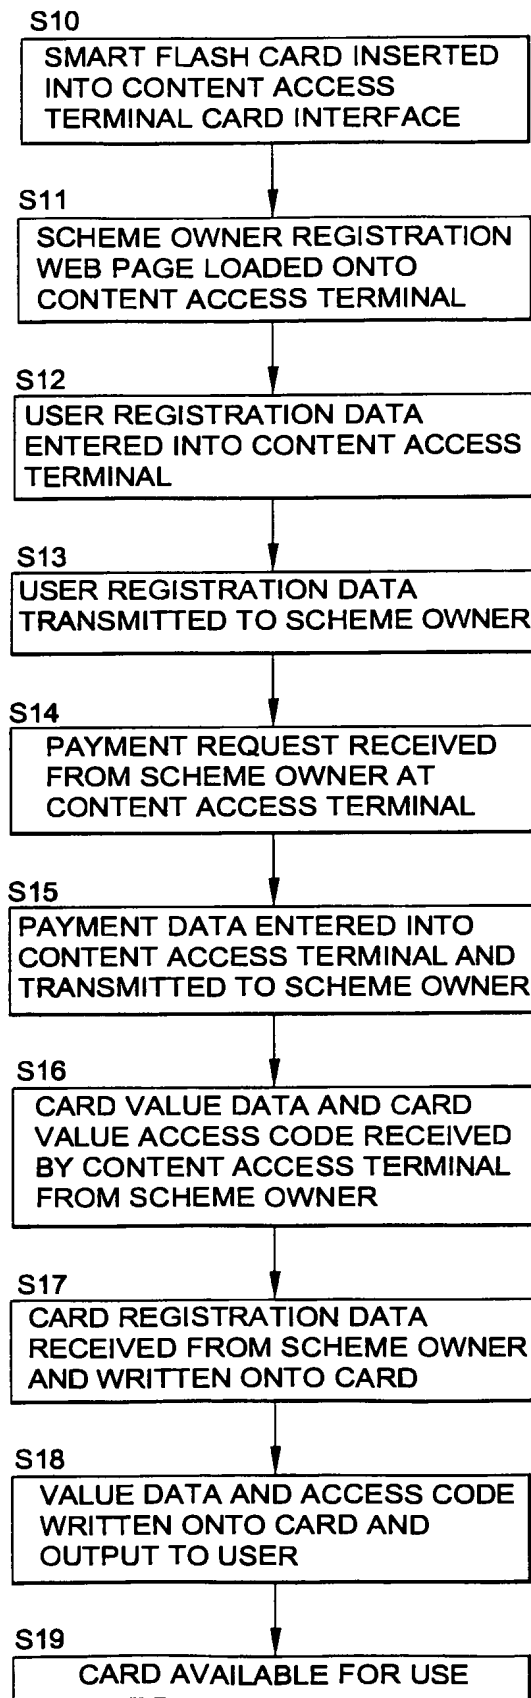 S10
SMART FLASH CARD INSERTED
INTO CONTENT ACCESS
TERMINAL CARD INTERFACE
S11
SCHEME OWNER REGISTRATION
WEB PAGE LOADED ONTO
CONTENT ACCESS TERMINAL
S12
USER REGISTRATION DATA
ENTERED INTO CONTENT ACCESS
TERMINAL
S13
USER REGISTRATION DATA
TRANSMITTED TO SCHEME OWNER
S14
PAYMENT REQUEST RECEIVED
FROM SCHEME OWNER AT
CONTENT ACCESS TERMINAL
S15
PAYMENT DATA ENTERED INTO
CONTENT ACCESS TERMINAL AND
TRANSMITTED TO SCHEME OWNER
S16
CARD VALUE DATA AND CARD
VALUE ACCESS CODE RECEIVED
BY CONTENT ACCESS TERMINAL
FROM SCHEME OWNER
S17
CARD REGISTRATION DATA
RECEIVED FROM SCHEME OWNER
AND WRITTEN ONTO CARD
S18
VALUE DATA AND ACCESS CODE
WRITTEN ONTO CARD AND
OUTPUT TO USER
S19
CARD AVAILABLE FOR USE